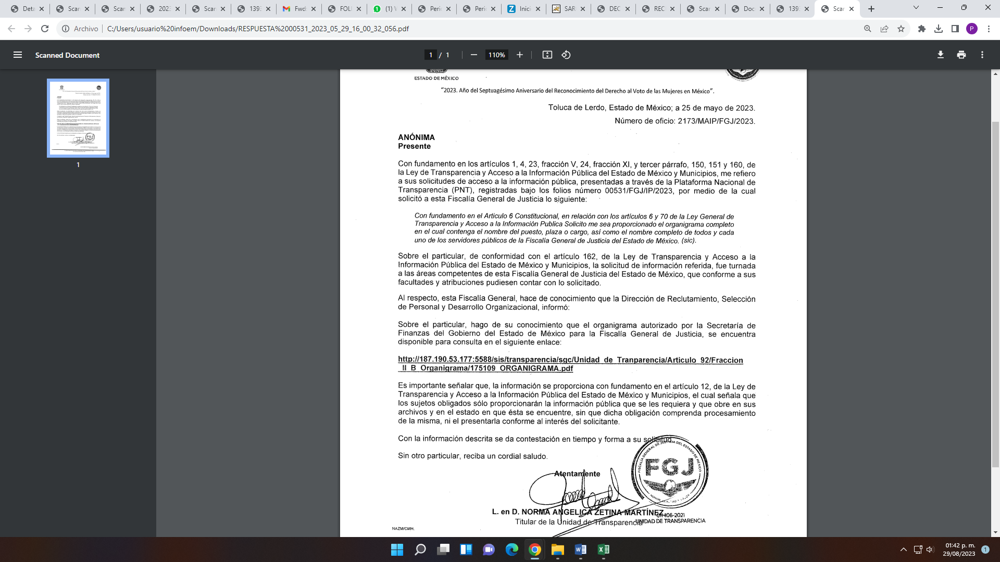 Deta
Scan
Scan
2023
Scan
1393
Fwd:
FOLI
(1) W
Perio
Perio
Inici
SAR
DEC
REC
Scan
Doc
139
Scar
Archivo
C:/Users/usuario%20infoem/Downloads/RESPUESTA%2000531_2023_05_29_16_00_32_056.pdf
P
Scanned Document
1 / 1
110%
1
ESTADO DE MÉXICO
“2023. Año del Septuagésimo Aniversario del Reconocimiento del Derecho al Voto de las Mujeres en México”.
Toluca de Lerdo, Estado de México; a 25 de mayo de 2023.
Número de oficio: 2173/MAIP/FGJ/2023.
ANÓNIMA
Presente
Con fundamento en los artículos 1, 4, 23, fracción V, 24, fracción XI, y tercer párrafo, 150, 151 y 160, de
la Ley de Transparencia y Acceso a la Información Pública del Estado de México y Municipios, me refiero
a sus solicitudes de acceso a la información pública, presentadas a través de la Plataforma Nacional de
Transparencia (PNT), registradas bajo los folios número 00531/FGJ/IP/2023, por medio de la cual
solicitó a esta Fiscalía General de Justicia lo siguiente:
Con fundamento en el Articulo 6 Constitucional, en relación con los artículos 6 y 70 de la Ley General de
Transparencia y Acceso a la Información Publica Solicito me sea proporcionado el organigrama completo
en el cual contenga el nombre del puesto, plaza o cargo, así como el nombre completo de todos y cada
uno de los servidores públicos de la Fiscalía General de Justicia del Estado de México. (sic).
Sobre el particular, de conformidad con el artículo 162, de la Ley de Transparencia y Acceso a la
Información Pública del Estado de México y Municipios, la solicitud de información referida, fue turnada
a las áreas competentes de esta Fiscalía General de Justicia del Estado de México, que conforme a sus
facultades y atribuciones pudiesen contar con lo solicitado.
Al respecto, esta Fiscalía General, hace de conocimiento que la Dirección de Reclutamiento, Selección
de Personal y Desarrollo Organizacional, informó:
Sobre el particular, hago de su conocimiento que el organigrama autorizado por la Secretaría de
Finanzas del Gobierno del Estado de México para la Fiscalía General de Justicia, se encuentra
disponible para consulta en el siguiente enlace:
http://187.190.53.177:5588/sis/transparencia/sgc/Unidad_de_Tranparencia/Articulo_92/Fraccion
_II_B_Organigrama/175109_ORGANIGRAMA.pdf
Es importante señalar que, la información se proporciona con fundamento en el artículo 12, de la Ley de
Transparencia y Acceso a la Información Pública del Estado de México y Municipios, el cual señala que
los sujetos obligados sólo proporcionarán la información pública que se les requiera y que obre en sus
archivos y en el estado en que ésta se encuentre, sin que dicha obligación comprenda procesamiento
de la misma, ni el presentarla conforme al interés del solicitante.
Con la información descrita se da contestación en tiempo y forma a su solicitud.
Sin otro particular, reciba un cordial saludo.
Atentamente
FISCALÍA GENERAL DE JUSTICIA DEL ESTADO DE MÉXICO
FGJ
HONOR, LEALTAD Y VALOR
L. en D. NORMA ANGELICA ZETINA MARTÍNEZ
Titular de la Unidad de Transparencia
UNIDAD DE TRANSPARENCIA
NAZM/CMH.
01:42 p. m.
29/08/2023
1